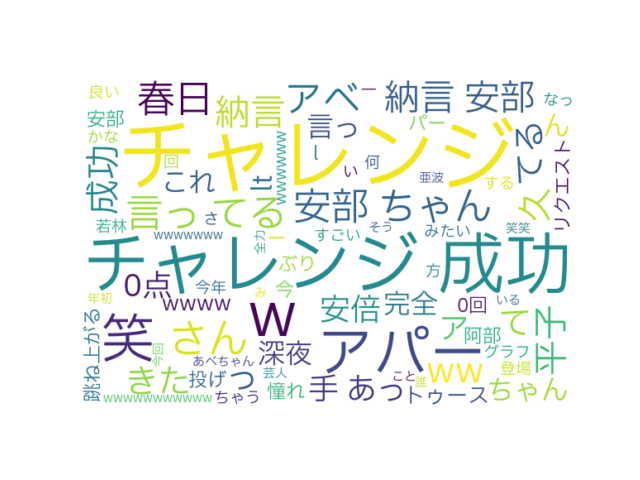 良い
春日
アベ
ー
納言
安部
なっ
安部
納言
言っ
パー
ん
かな
チャレンジ
てる
リクエスト
成功
回
これ
lt
wwwwwww
l
い
何
亜波
する
久
言ってる
さ
安部
ちゃん
若林
wwwwwww
全力
ー
すごい
そう
みたい
笑笑
チャレンジ
成功
ぶり
方
0点
今年
み
今
0回
いる
年初
wwww
安倍
完全
跳ね上がる
笑
さん
w
アパー
ア
て
平子
阿部
グラフ
今回
あべちゃん
深夜
ww
登場
きた
投げ
つ
芸人
手
あっ
こと
誰
ちゃん
wwwwwwwwwww
ちゃう
憧れ
トゥース